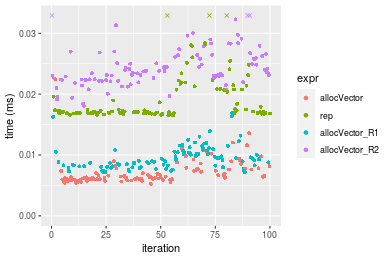 0.03
0.02
0.01
0.00
time (ms)
0
25
50
75
100
iteration
expr
allocVector
rep
allocVector_R1
allocVector_R2